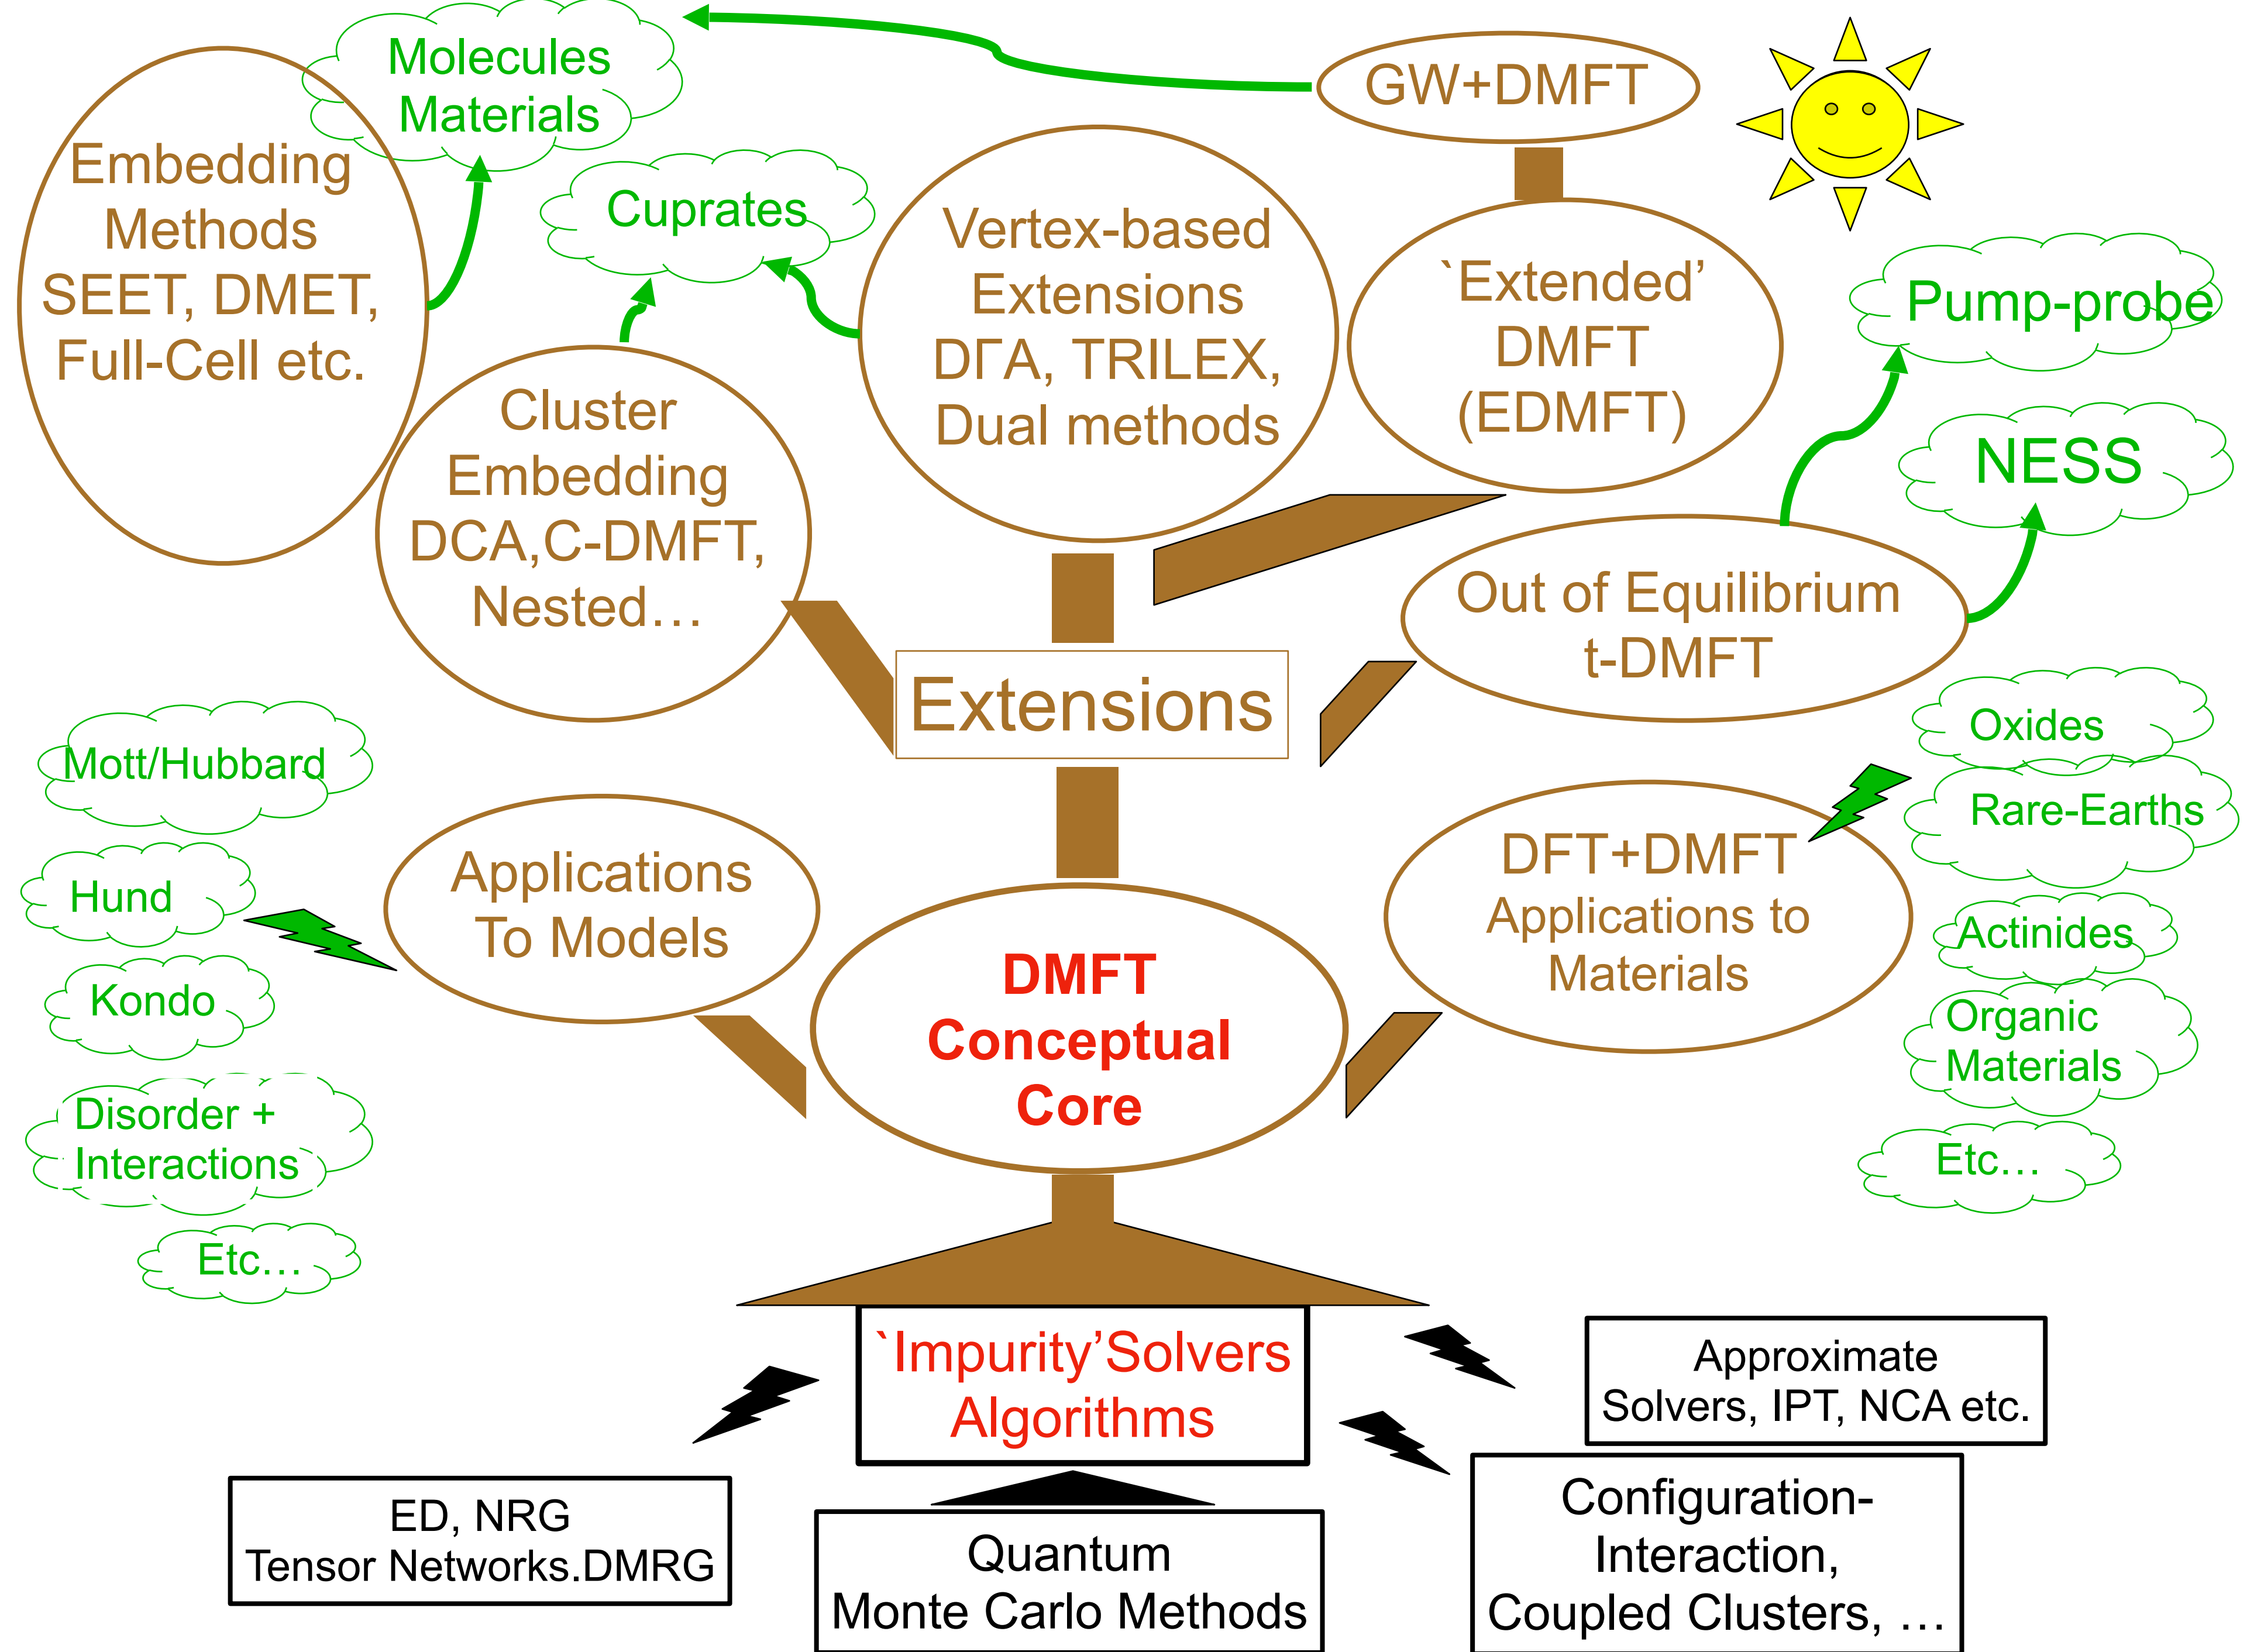 Molecules
Materials
GW+DMFT
Embedding
Methods
SEET, DMET,
Full-Cell etc.
Cuprates
Vertex-based
Extensions
DΓA, TRILEX,
Dual methods
`Extended’
DMFT
(EDMFT)
Pump-probe
NESS
Cluster
Embedding
DCA,C-DMFT,
Nested…
Out of Equilibrium
t-DMFT
Extensions
Mott/Hubbard
Hund
Kondo
Disorder +
Interactions
Etc…
Applications
To Models
DMFT
Conceptual
Core
DFT+DMFT
Applications to
Materials
Oxides
Rare-Earths
Actinides
Organic
Materials
Etc…
`Impurity’Solvers
Algorithms
Approximate
Solvers, IPT, NCA etc.
ED, NRG
Tensor Networks.DMRG
Quantum
Monte Carlo Methods
Configuration-
Interaction,
Coupled Clusters, …